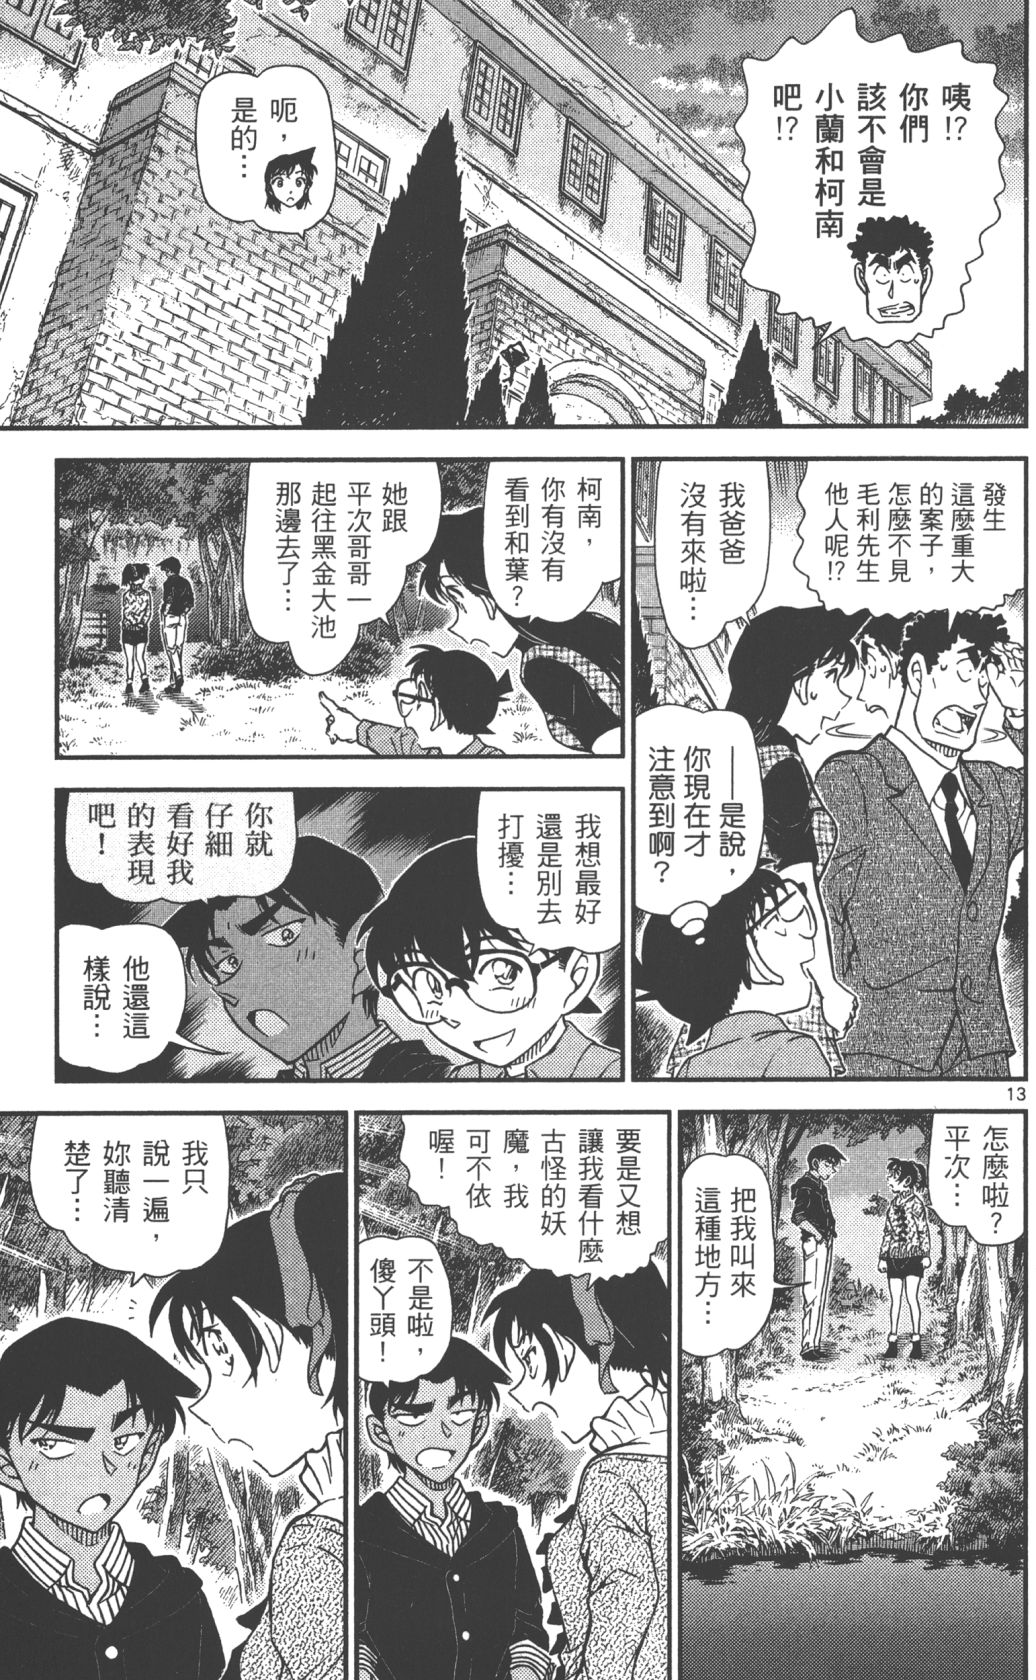 咦!?
你們
該不會是
小蘭和柯南
吧!?
呃，
是的…
發生
這麼重大
的案子，
怎麼不見
毛利先生
他人呢!?
我爸爸
沒有來啦…
──是說，
你現在才
注意到啊？
柯南，
你有沒有
看到和葉？
她跟
平次哥哥一
起往黑金大池
那邊去了…
我想最好
還是別去
打擾…
你就
仔細
看好我
的表現
吧！
他還這
樣說…
13
怎麼啦？
平次…
把我叫來
這種地方…
要是又想
讓我看什麼
古怪的妖
魔，我
可不依
喔！
不是啦，
傻丫頭！
我只
說一遍，
妳聽清
楚了…